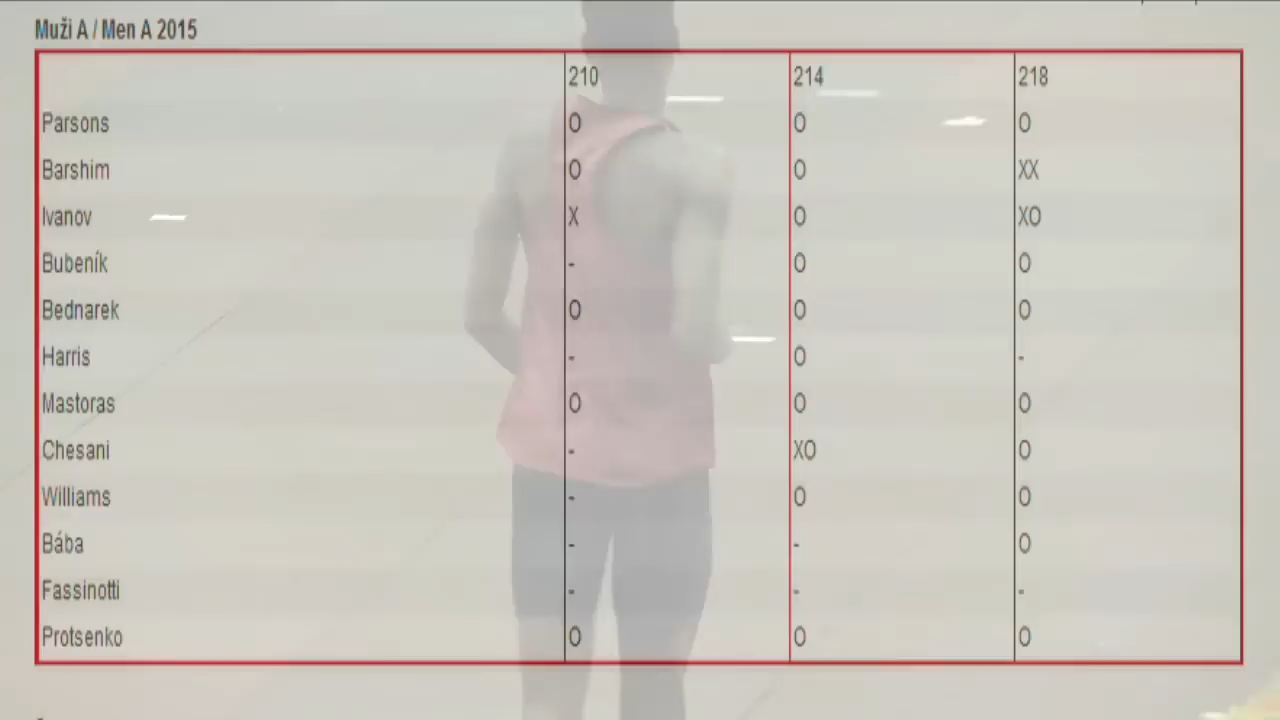 Muži A / Men A 2015
210 214 218
Parsons O O O
Barshim O O XX
Ivanov X O XO
Bubeník - O O
Bednarek O O O
Harris - O -
Mastoras O O O
Chesani - XO O
Williams - O O
Bába - - O
Fassinotti - - -
Protsenko O O O